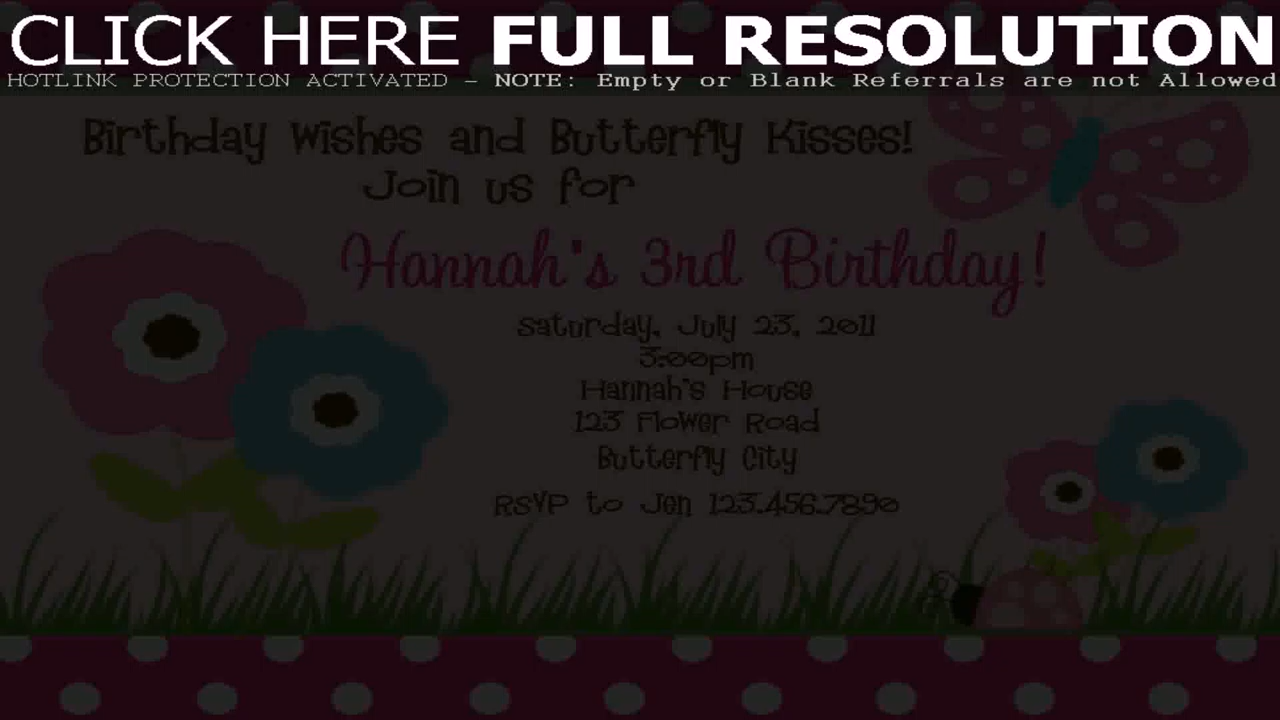 CLICK HERE FULL RESOLUTION
HOTLINK PROTECTION ACTIVATED - NOTE: Empty or Blank Referrals are not Allowed
Birthday Wishes and Butterfly Kisses!
Join us for
Hannah's 3rd Birthday!
Saturday, July 23, 2011
3:00pm
Hannah's House
123 Flower Road
Butterfly City
RSVP to Jen 123.456.7890